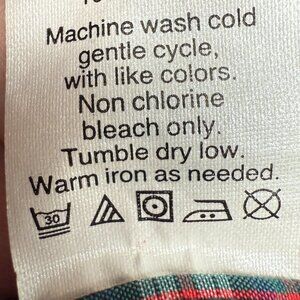 Machine wash cold
gentle cycle,
with like colors.
Non chlorine
bleach only.
Tumble dry low.
Warm iron as needed.
30